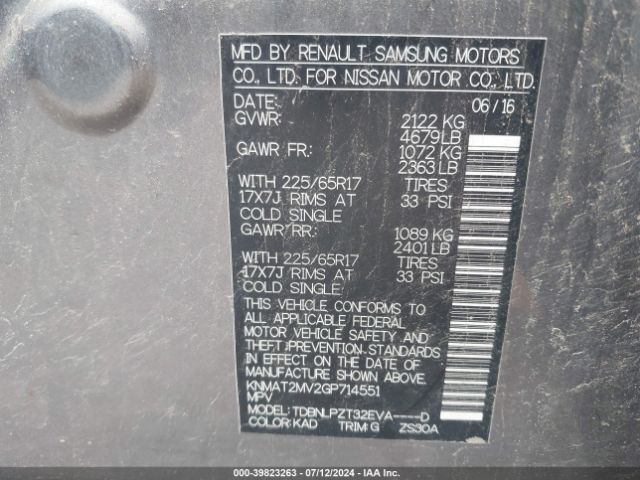 MFD BY RENAULT SAMSUNG MOTORS
CO., LTD. FOR NISSAN MOTOR CO., LTD.
DATE: 06/16
GVWR: 2122 KG
4679LB
GAWR FR: 1072 KG
2363 LB
WITH 225/65R17 TIRES
17X7J RIMS AT 33 PSI
COLD SINGLE
GAWR/RR: 1089 KG
2401 LB
WITH 225/65R17 TIRES
17X7J RIMS AT 33 PSI
COLD SINGLE
THIS VEHICLE CONFORMS TO
ALL APPLICABLE FEDERAL
MOTOR VEHICLE SAFETY AND
THEFT PREVENTION STANDARDS
IN EFFECT ON THE DATE OF
MANUFACTURE SHOWN ABOVE.
KNMAT2MV2GP714551
MPV
MODEL: TDBNLPZT32EVA----D
COLOR: KAD TRIM: G ZS30A
000-39823263 - 07/12/2024 - IAA Inc.